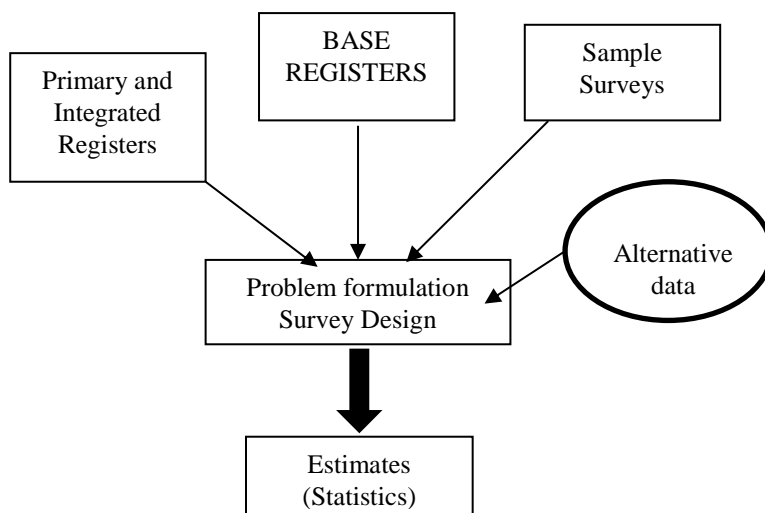 Primary and
Integrated
Registers
BASE
REGISTERS
Sample
Surveys
Alternative
data
Problem formulation
Survey Design
Estimates
(Statistics)